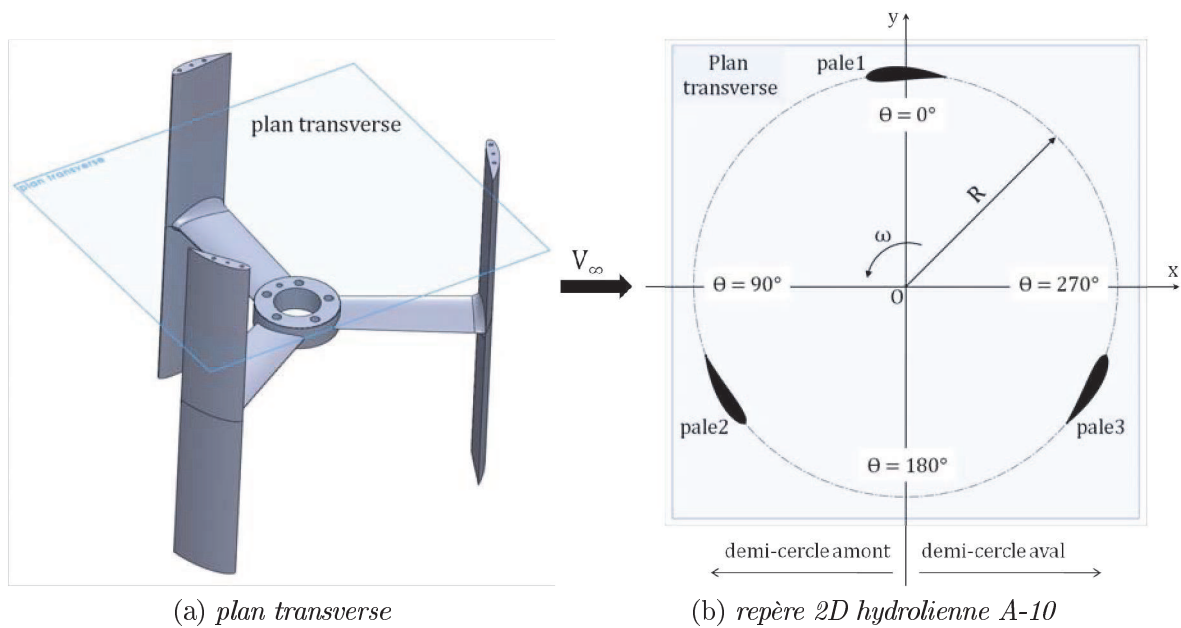 plan transverse
plan transverse
(a) plan transverse
V∞
y
x
Plan
transverse
pale1
θ = 0°
R
ω
θ = 90°
O
θ = 270°
pale2
pale3
θ = 180°
demi-cercle amont
demi-cercle aval
(b) repère 2D hydrolienne A-10